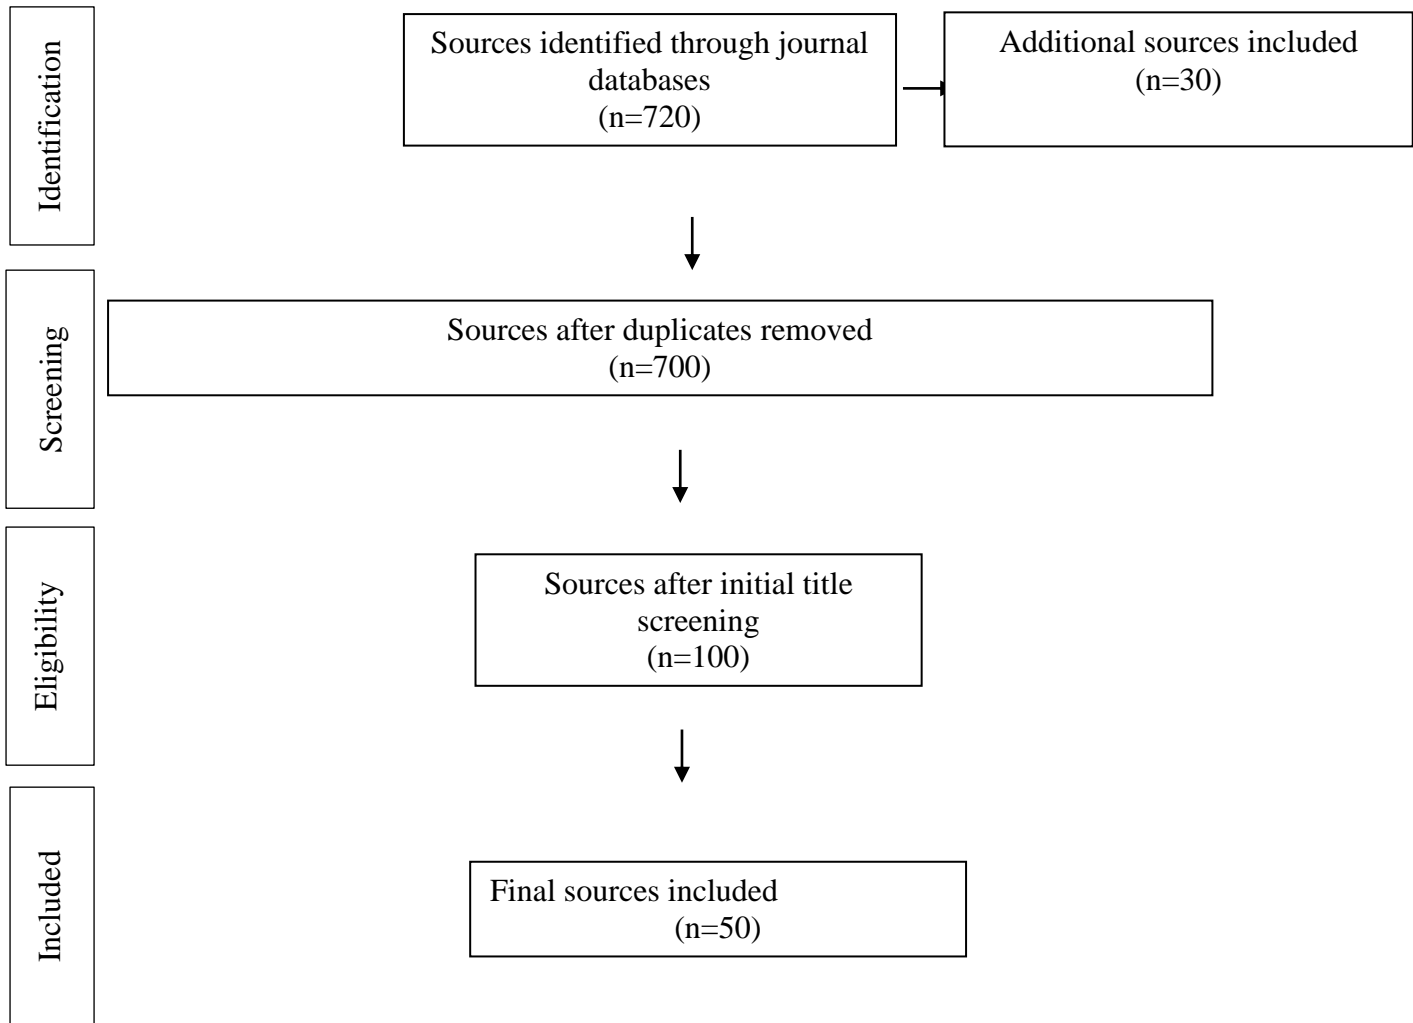 Identification
Sources identified through journal
databases
(n=720)
Additional sources included
(n=30)
Screening
Sources after duplicates removed
(n=700)
Eligibility
Sources after initial title
screening
(n=100)
Included
Final sources included
(n=50)